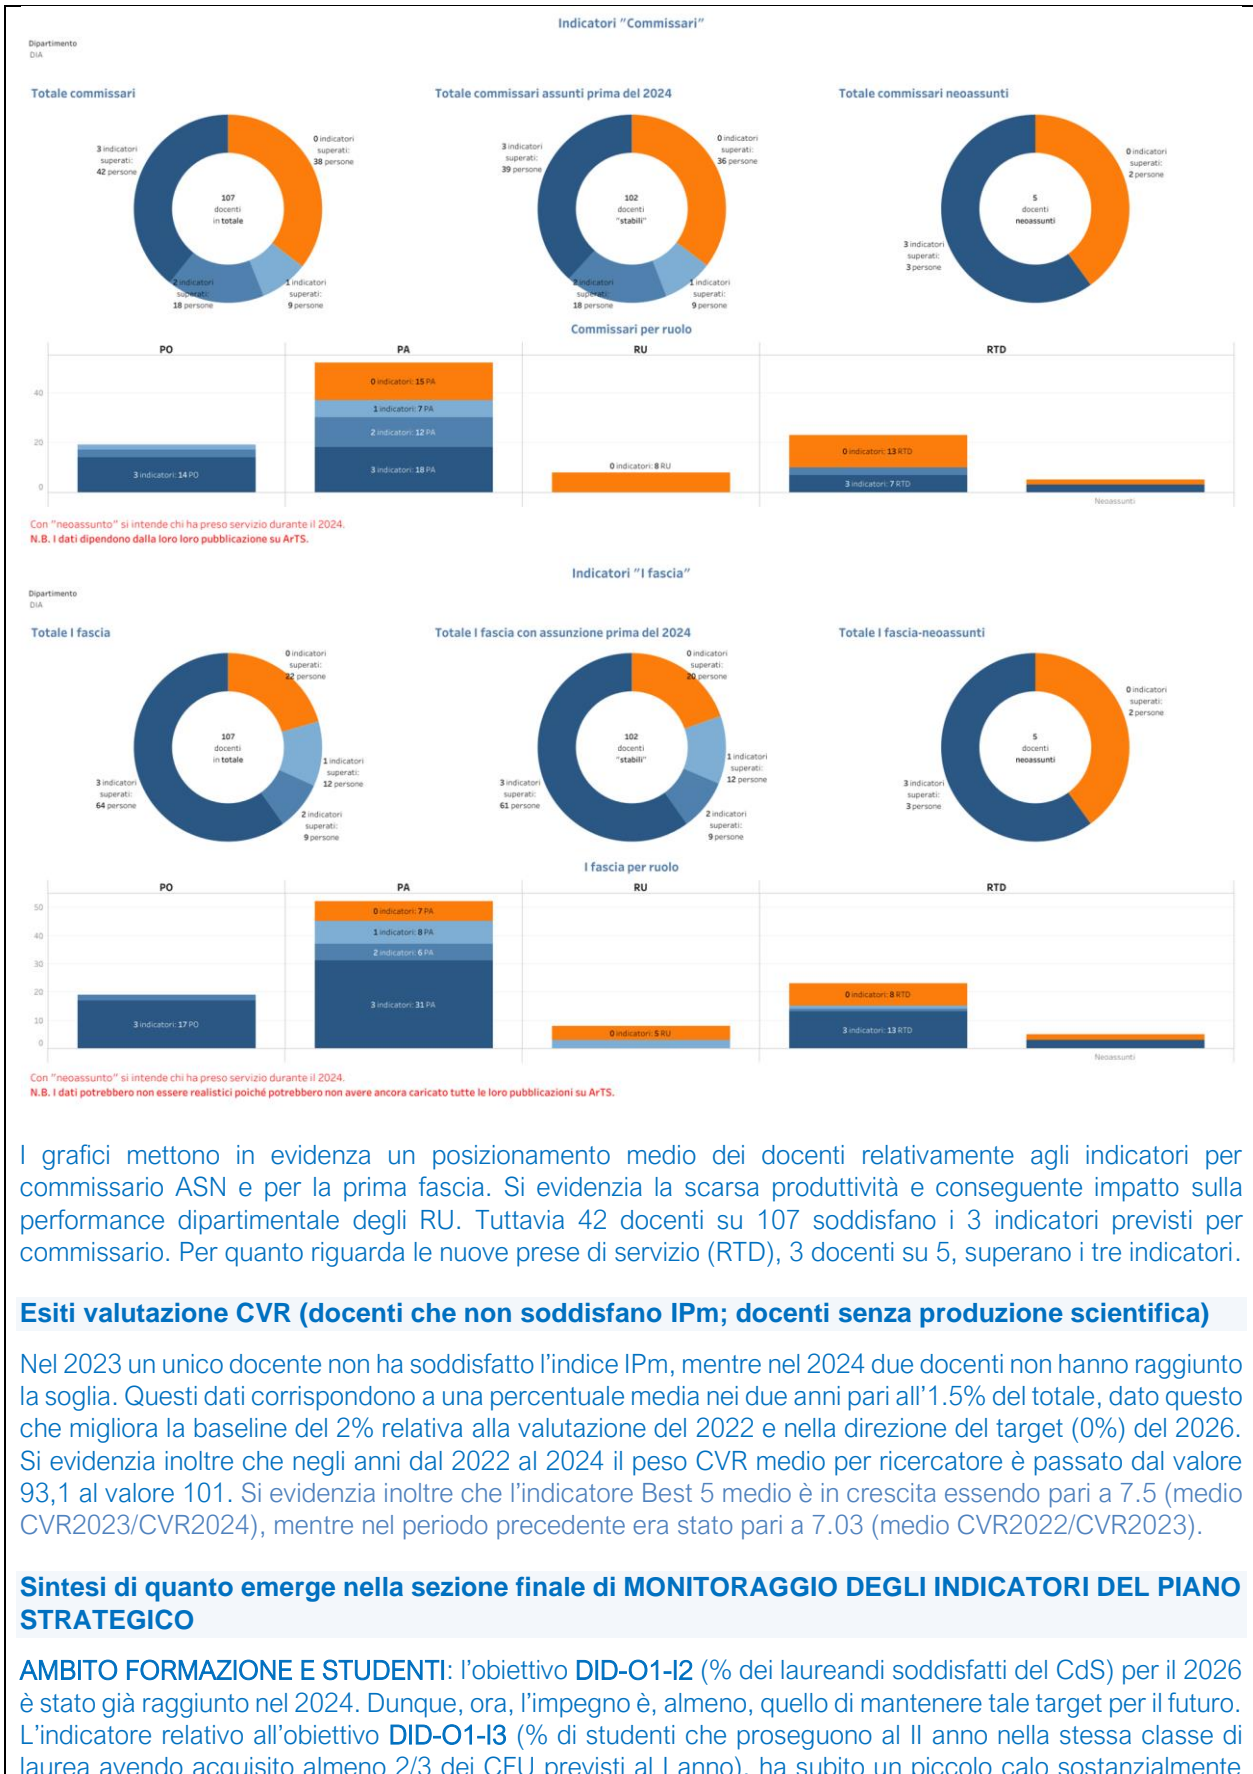 Indicatori "Commissari"
Dipartimento
DIA
Totale commissari
Totale commissari assunti prima del 2024
Totale commissari neoassunti
3 indicatori
superati:
42 persone
0 indicatori
superati:
38 persone
107
docenti
in totale
2 indicatori
superati:
18 persone
1 indicatori
superati:
9 persone
3 indicatori
superati:
39 persone
0 indicatori
superati:
36 persone
102
docenti
"stabili"
2 indicatori
superati:
18 persone
1 indicatori
superati:
9 persone
0 indicatori
superati:
2 persone
5
docenti
neoassunti
3 indicatori
superati:
3 persone
Commissari per ruolo
PO
PA
RU
RTD
40
20
0
3 indicatori: 14 PO
0 indicatori: 15 PA
1 indicatori: 7 PA
2 indicatori: 12 PA
3 indicatori: 18 PA
0 indicatori: 8 RU
0 indicatori: 13 RTD
3 indicatori: 7 RTD
Neoassunti
Con "neoassunto" si intende chi ha preso servizio durante il 2024.
N.B. I dati dipendono dalla loro loro pubblicazione su ArTS.
Indicatori "I fascia"
Dipartimento
DIA
Totale I fascia
Totale I fascia con assunzione prima del 2024
Totale I fascia-neoassunti
0 indicatori
superati:
22 persone
107
docenti
in totale
1 indicatori
superati:
12 persone
3 indicatori
superati:
64 persone
2 indicatori
superati:
9 persone
0 indicatori
superati:
20 persone
102
docenti
"stabili"
1 indicatori
superati:
12 persone
3 indicatori
superati:
61 persone
2 indicatori
superati:
9 persone
0 indicatori
superati:
2 persone
5
docenti
neoassunti
3 indicatori
superati:
3 persone
I fascia per ruolo
PO
PA
RU
RTD
50
40
30
20
10
0
3 indicatori: 17 PO
0 indicatori: 7 PA
1 indicatori: 8 PA
2 indicatori: 6 PA
3 indicatori: 31 PA
0 indicatori: 5 RU
0 indicatori: 8 RTD
3 indicatori: 13 RTD
Neoassunti
Con "neoassunto" si intende chi ha preso servizio durante il 2024.
N.B. I dati potrebbero non essere realistici poiché potrebbero non avere ancora caricato tutte le loro pubblicazioni su ArTS.
I grafici mettono in evidenza un posizionamento medio dei docenti relativamente agli indicatori per
commissario ASN e per la prima fascia. Si evidenzia la scarsa produttività e conseguente impatto sulla
performance dipartimentale degli RU. Tuttavia 42 docenti su 107 soddisfano i 3 indicatori previsti per
commissario. Per quanto riguarda le nuove prese di servizio (RTD), 3 docenti su 5, superano i tre indicatori.
Esiti valutazione CVR (docenti che non soddisfano IPm; docenti senza produzione scientifica)
Nel 2023 un unico docente non ha soddisfatto l'indice IPm, mentre nel 2024 due docenti non hanno raggiunto
la soglia. Questi dati corrispondono a una percentuale media nei due anni pari all'1.5% del totale, dato questo
che migliora la baseline del 2% relativa alla valutazione del 2022 e nella direzione del target (0%) del 2026.
Si evidenzia inoltre che negli anni dal 2022 al 2024 il peso CVR medio per ricercatore è passato dal valore
93,1 al valore 101. Si evidenzia inoltre che l'indicatore Best 5 medio è in crescita essendo pari a 7.5 (medio
CVR2023/CVR2024), mentre nel periodo precedente era stato pari a 7.03 (medio CVR2022/CVR2023).
Sintesi di quanto emerge nella sezione finale di MONITORAGGIO DEGLI INDICATORI DEL PIANO
STRATEGICO
AMBITO FORMAZIONE E STUDENTI: l'obiettivo DID-O1-I2 (% dei laureandi soddisfatti del CdS) per il 2026
è stato già raggiunto nel 2024. Dunque, ora, l'impegno è, almeno, quello di mantenere tale target per il futuro.
L'indicatore relativo all'obiettivo DID-O1-I3 (% di studenti che proseguono al II anno nella stessa classe di
laurea avendo acquisito almeno 2/3 dei CFU previsti al I anno), ha subito un piccolo calo sostanzialmente